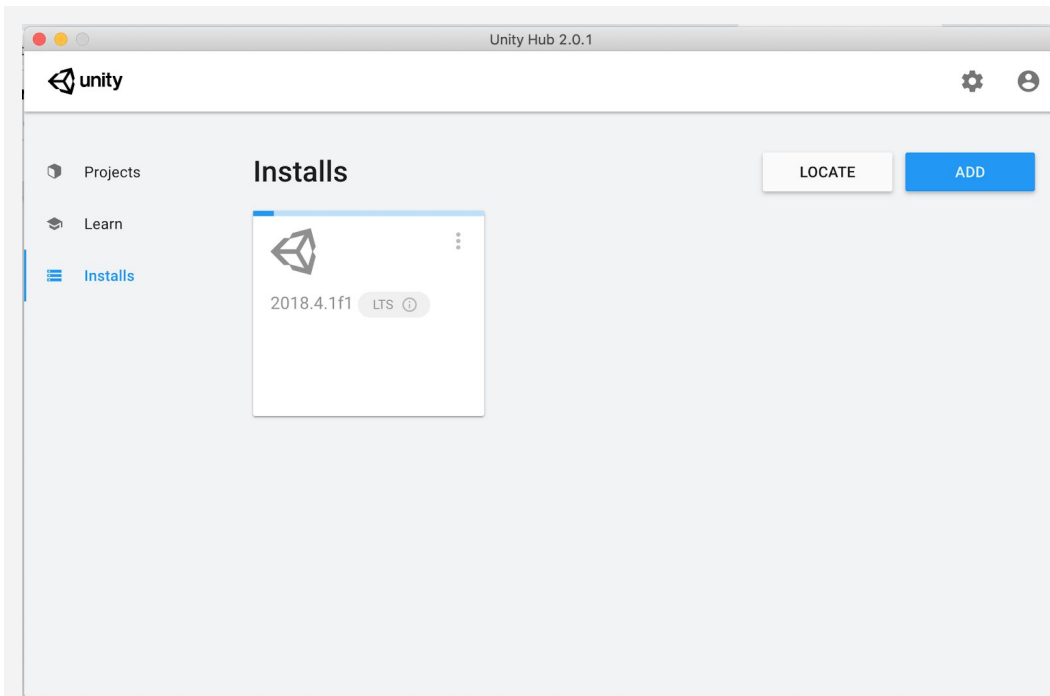 Unity Hub 2.0.1
unity
Projects
Learn
Installs
Installs
LOCATE
ADD
2018.4.1f1 LTS